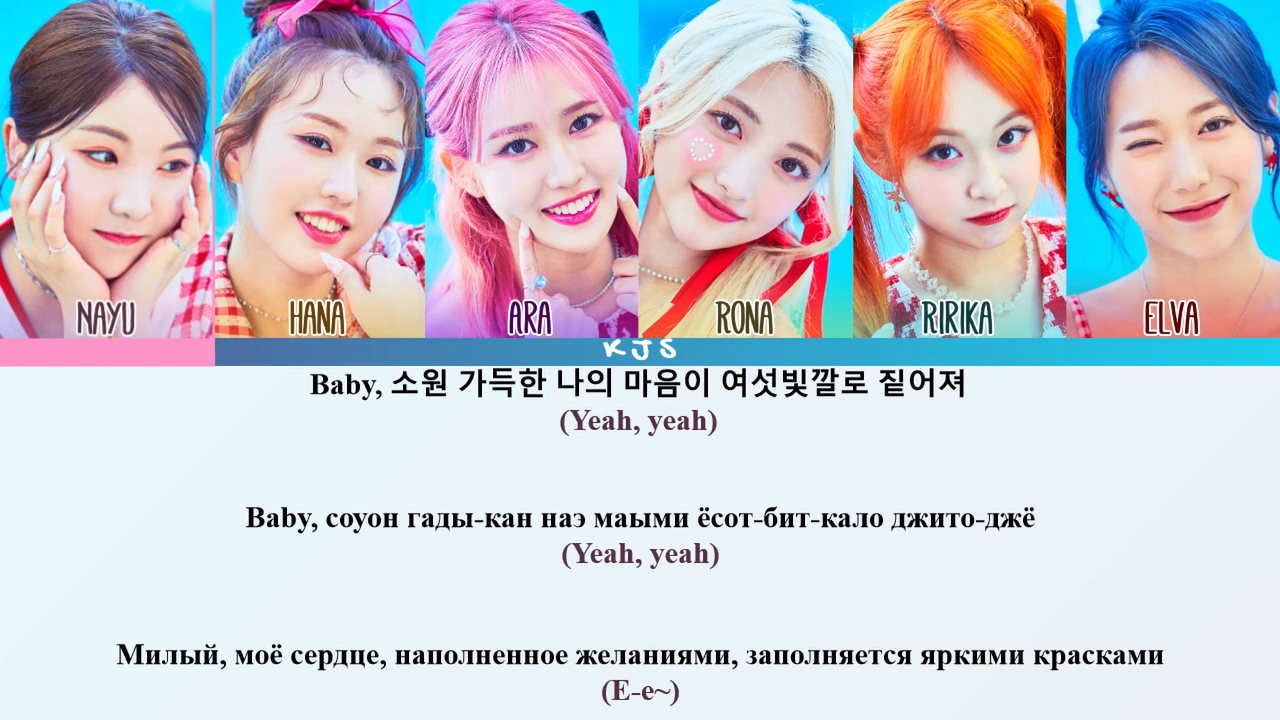 NAYU HANA ARA RONA RIRIKA ELVA
KJS
Baby, 소원 가득한 나의 마음이 여섯빛깔로 짙어져
(Yeah, yeah)
Baby, соуон гады-кан наэ маыми ёсот-бит-кало джито-джё
(Yeah, yeah)
Милый, моё сердце, наполненное желаниями, заполняется яркими красками
(Е-е~)